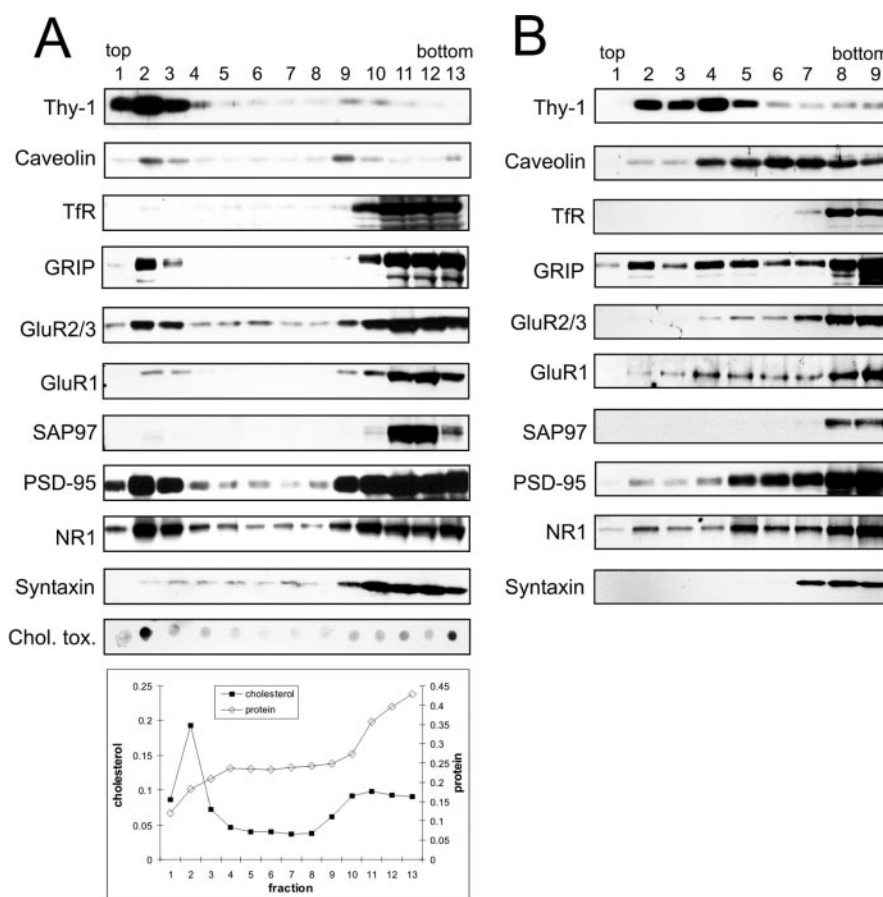 A
top bottom
1 2 3 4 5 6 7 8 9 10 11 12 13
Thy-1
Caveolin
TfR
GRIP
GluR2/3
GluR1
SAP97
PSD-95
NR1
Syntaxin
Chol. tox.
0.25 0.45
0.2 0.4
0.35
0.15 0.3
0.25
0.1 0.2
0.15
0.05 0.1
0.05
0 0
cholesterol
protein
cholesterol
protein
1 2 3 4 5 6 7 8 9 10 11 12 13
fraction
B
top bottom
1 2 3 4 5 6 7 8 9
Thy-1
Caveolin
TfR
GRIP
GluR2/3
GluR1
SAP97
PSD-95
NR1
Syntaxin